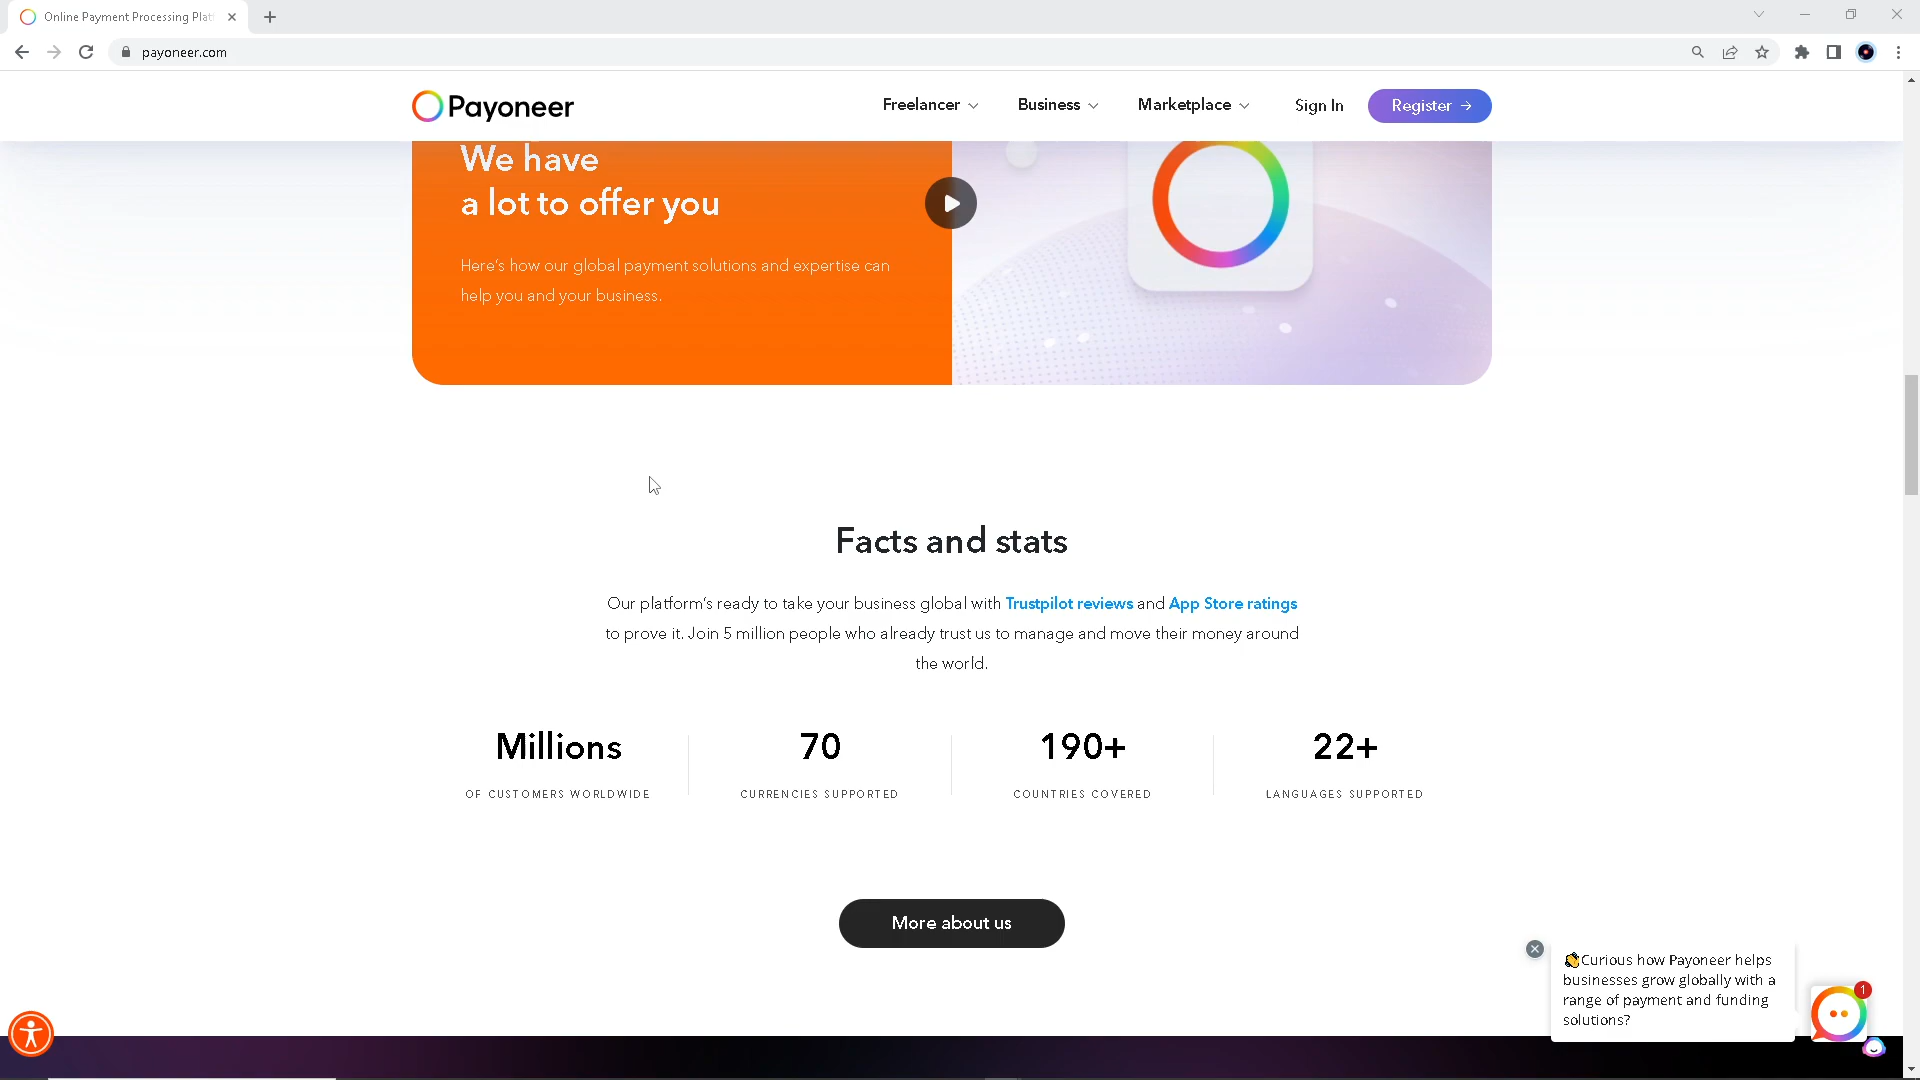 Online Payment Processing Plat
payoneer.com
Payoneer
Freelancer
Business
Marketplace
Sign In
Register →
We have
a lot to offer you
Here's how our global payment solutions and expertise can
help you and your business.
Facts and stats
Our platform's ready to take your business global with Trustpilot reviews and App Store ratings
to prove it. Join 5 million people who already trust us to manage and move their money around
the world.
Millions
OF CUSTOMERS WORLDWIDE
70
CURRENCIES SUPPORTED
190+
COUNTRIES COVERED
22+
LANGUAGES SUPPORTED
More about us
👋Curious how Payoneer helps
businesses grow globally with a
range of payment and funding
solutions?
1